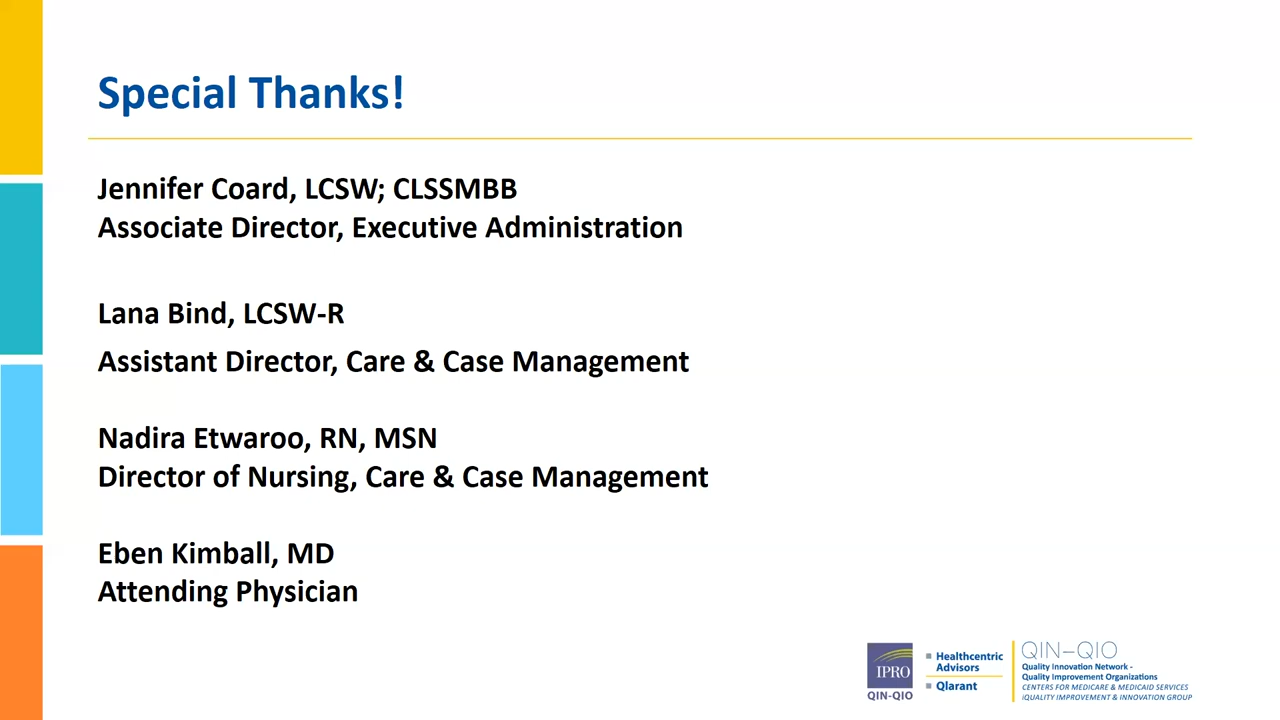 Special Thanks!
Jennifer Coard, LCSW; CLSSMBB
Associate Director, Executive Administration
Lana Bind, LCSW-R
Assistant Director, Care & Case Management
Nadira Etwaroo, RN, MSN
Director of Nursing, Care & Case Management
Eben Kimball, MD
Attending Physician
IPRO
QIN-QIO
Healthcentric
Advisors
Qlarant
QIN–QIO
Quality Innovation Network -
Quality Improvement Organizations
CENTERS FOR MEDICARE & MEDICAID SERVICES
iQUALITY IMPROVEMENT & INNOVATION GROUP